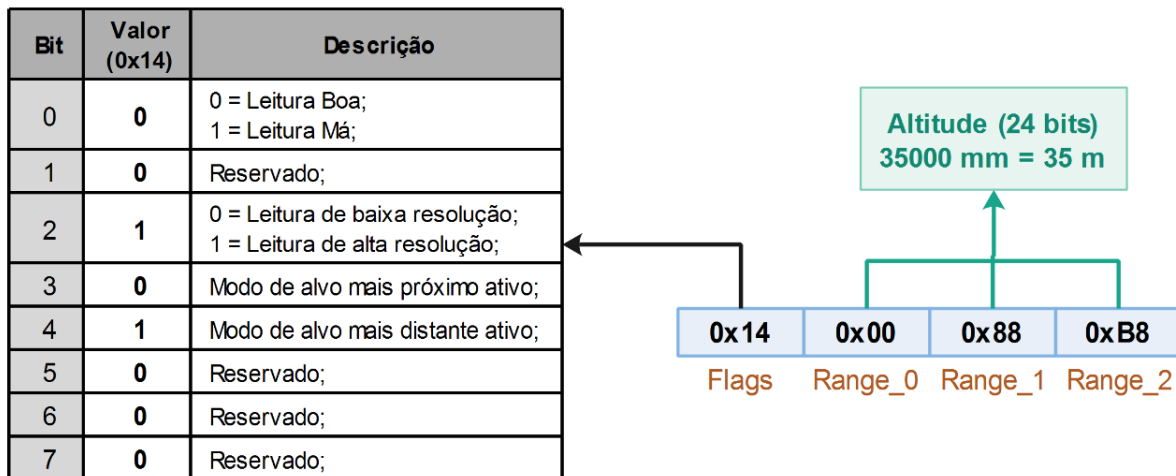 Bit Valor (0x14) Descrição
0 0 0 = Leitura Boa;
1 = Leitura Má;
1 0 Reservado;
2 1 0 = Leitura de baixa resolução;
1 = Leitura de alta resolução;
3 0 Modo de alvo mais próximo ativo;
4 1 Modo de alvo mais distante ativo;
5 0 Reservado;
6 0 Reservado;
7 0 Reservado;
Altitude (24 bits)
35000 mm = 35 m
0x14 0x00 0x88 0xB8
Flags Range_0 Range_1 Range_2